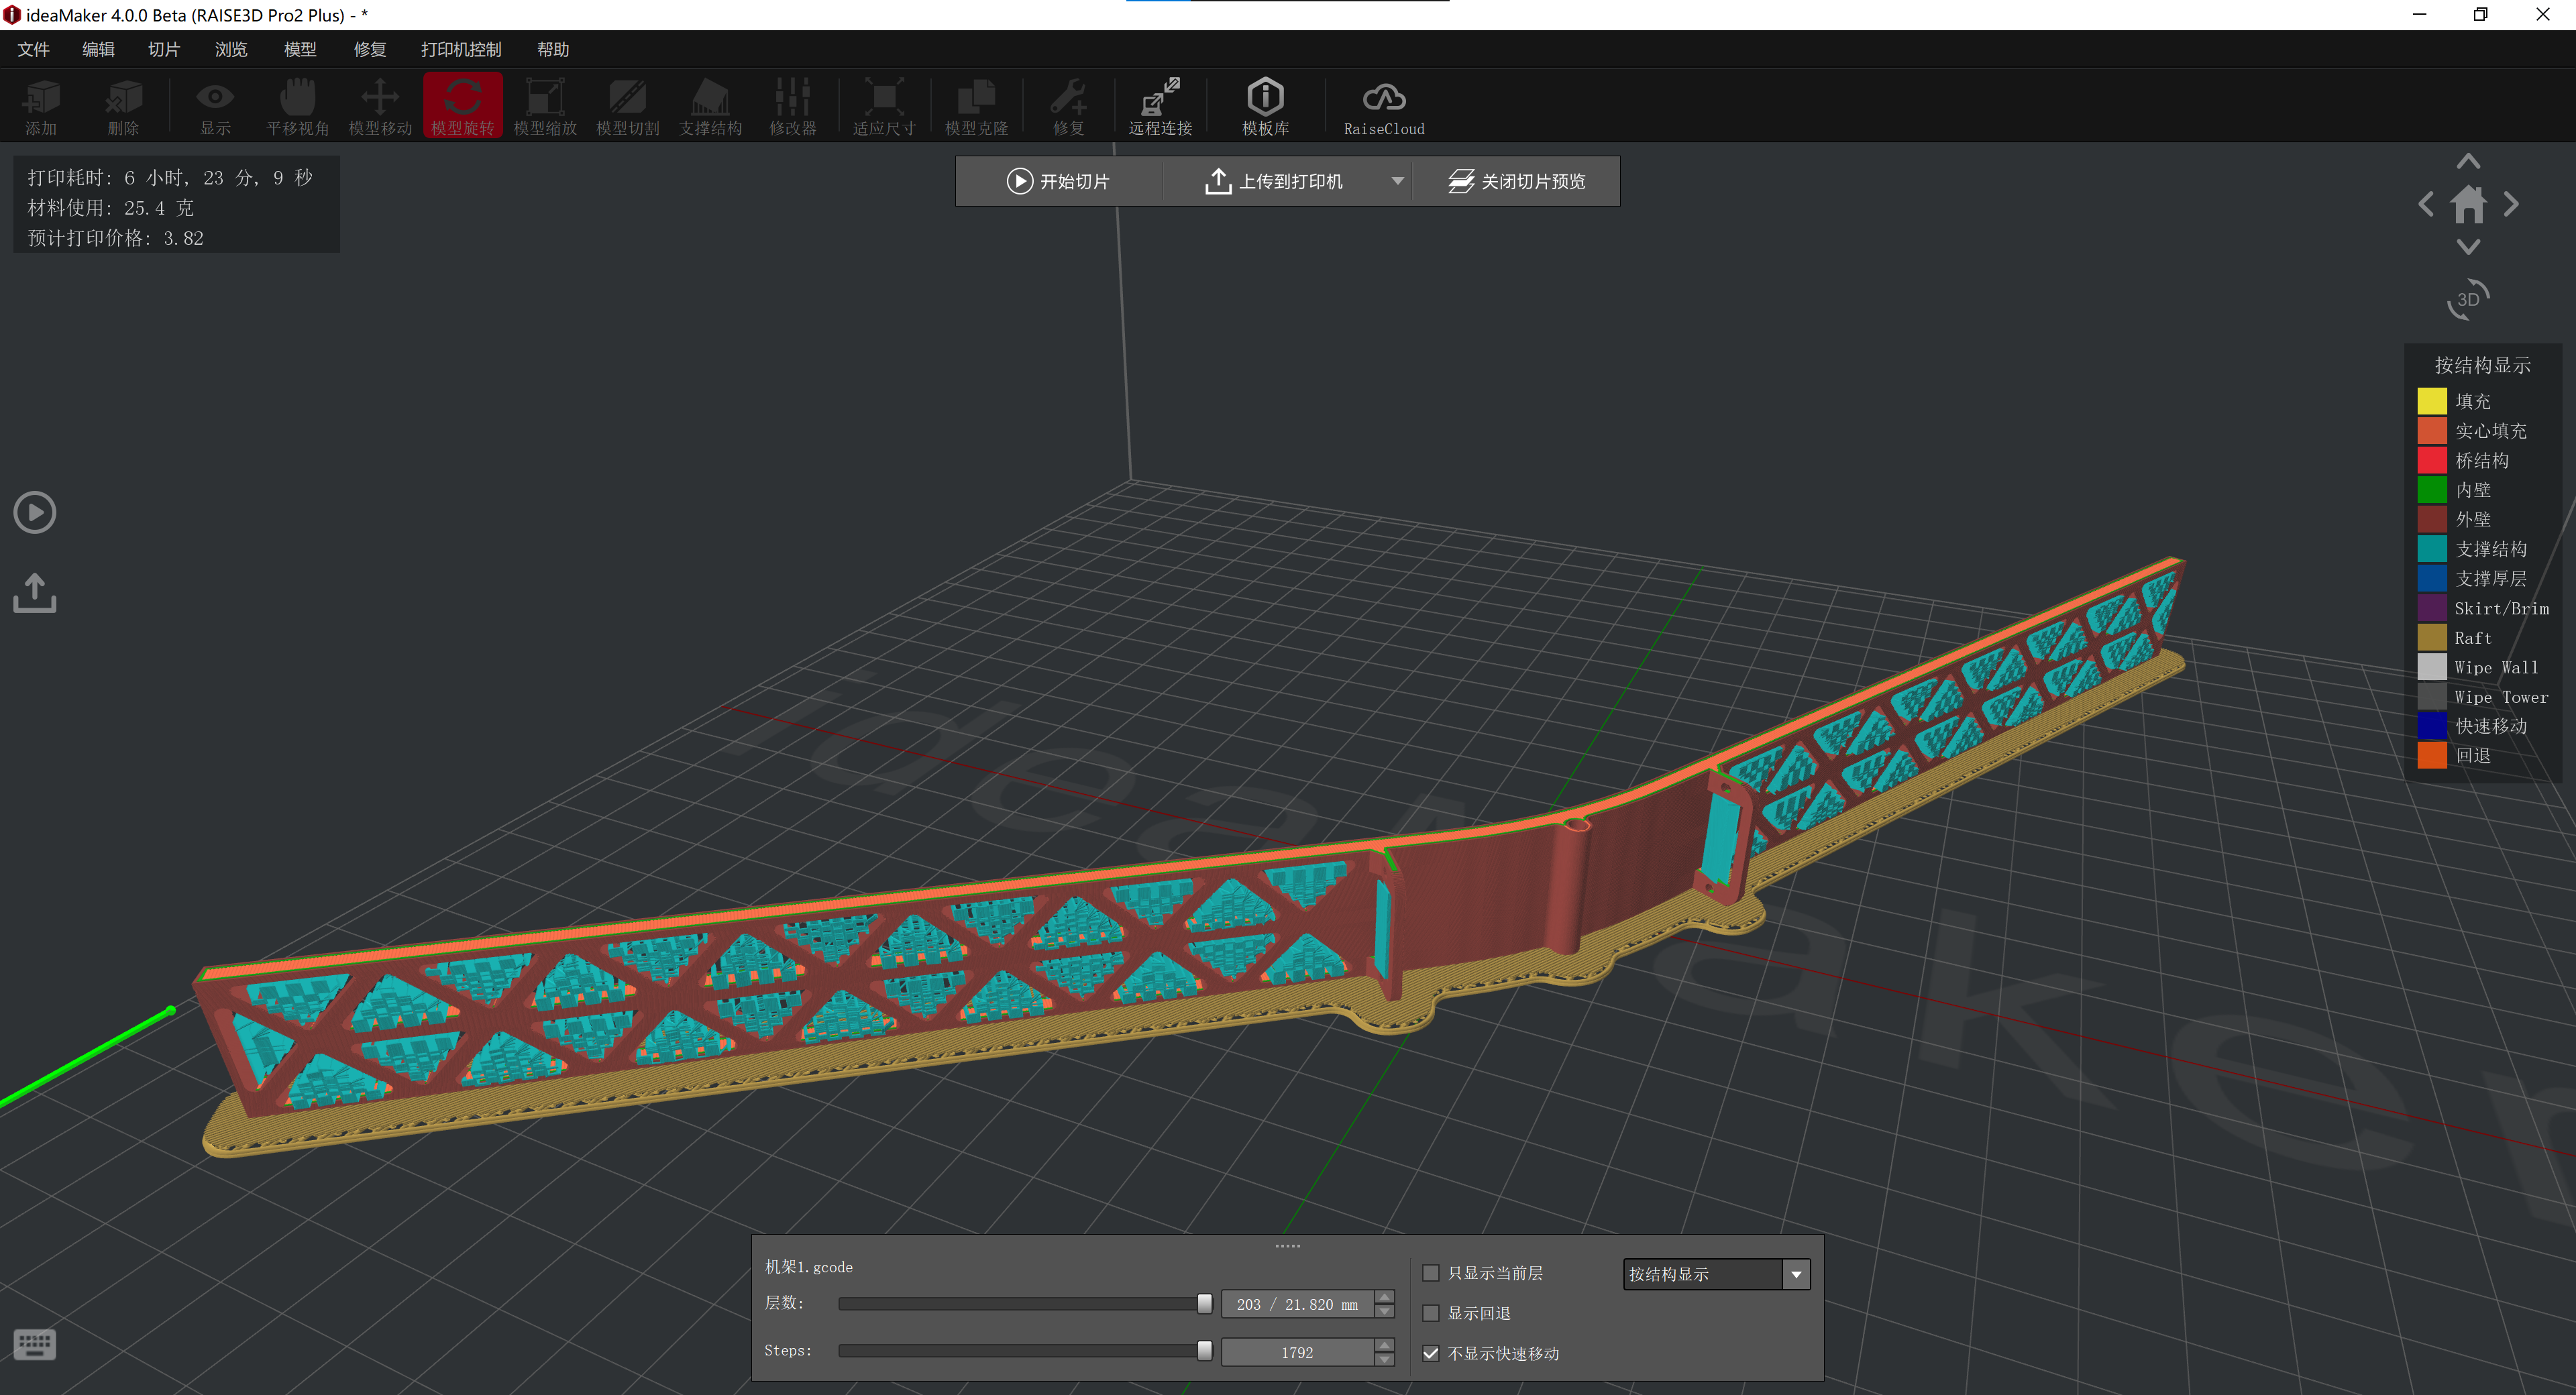 ideaMaker 4.0.0 Beta (RAISE3D Pro2 Plus) - *
文件 编辑 切片 浏览 模型 修复 打印机控制 帮助
添加 删除 显示 平移视角 模型移动 模型旋转 模型缩放 模型切割 支撑结构 修改器 适应尺寸 模型克隆 修复 远程连接 模板库 RaiseCloud
打印耗时: 6 小时, 23 分, 9 秒
材料使用: 25.4 克
预计打印价格: 3.82
开始切片 上传到打印机 关闭切片预览
3D
按结构显示
填充
实心填充
桥结构
内壁
外壁
支撑结构
支撑厚层
Skirt/Brim
Raft
Wipe Wall
Wipe Tower
快速移动
回退
ideaMaker
机架1.gcode
层数: 203 / 21.820 mm
Steps: 1792
只显示当前层 按结构显示
显示回退
不显示快速移动